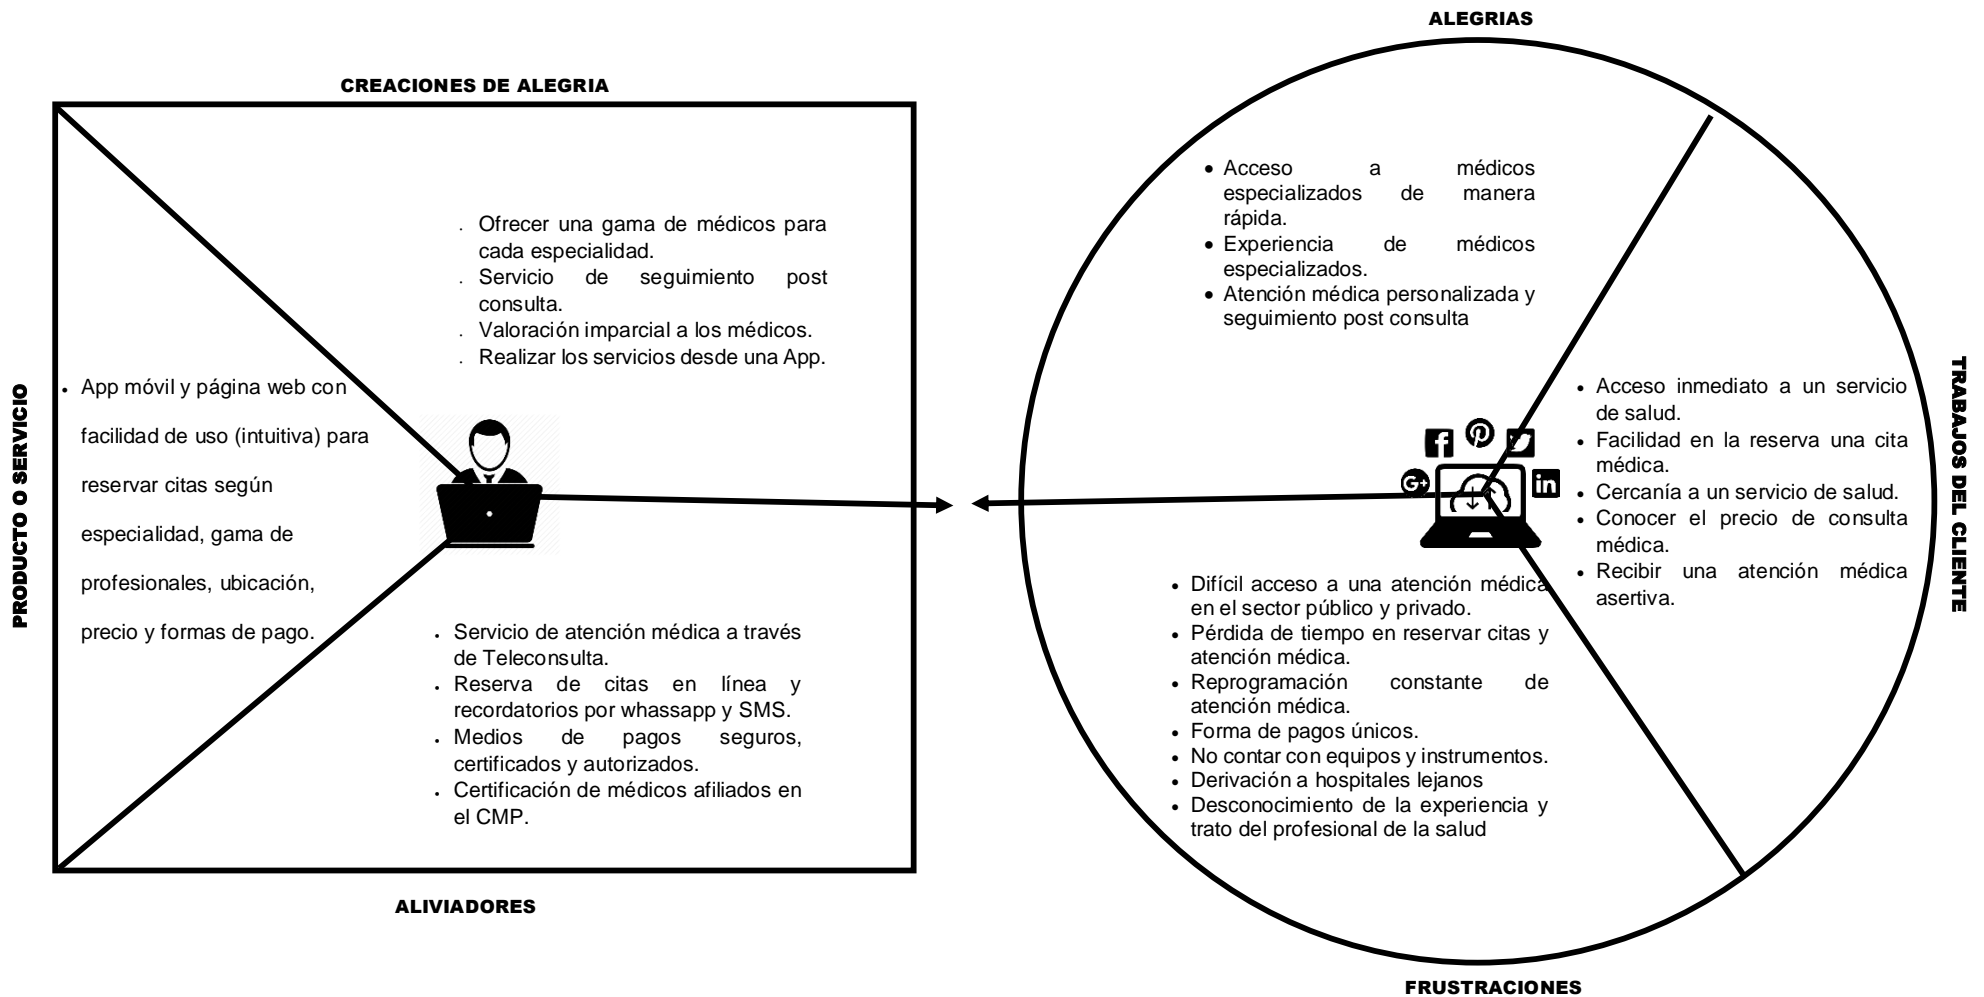 CREACIONES DE ALEGRIA
Ofrecer una gama de médicos para
cada especialidad.
Servicio de seguimiento post
consulta.
Valoración imparcial a los médicos.
Realizar los servicios desde una App.
PRODUCTO O SERVICIO
App móvil y página web con
facilidad de uso (intuitiva) para
reservar citas según
especialidad, gama de
profesionales, ubicación,
precio y formas de pago.
Servicio de atención médica a través
de Teleconsulta.
Reserva de citas en línea y
recordatorios por whassapp y SMS.
Medios de pagos seguros,
certificados y autorizados.
Certificación de médicos afiliados en
el CMP.
ALIVIADORES
ALEGRIAS
Acceso a médicos
especializados de manera
rápida.
Experiencia de médicos
especializados.
Atención médica personalizada y
seguimiento post consulta
f
G+
in
Acceso inmediato a un servicio
de salud.
Facilidad en la reserva una cita
médica.
Cercanía a un servicio de salud.
Conocer el precio de consulta
médica.
Recibir una atención médica
asertiva.
TRABAJOS DEL CLIENTE
Difícil acceso a una atención médica
en el sector público y privado.
Pérdida de tiempo en reservar citas y
atención médica.
Reprogramación constante de
atención médica.
Forma de pagos únicos.
No contar con equipos y instrumentos.
Derivación a hospitales lejanos
Desconocimiento de la experiencia y
trato del profesional de la salud
FRUSTRACIONES